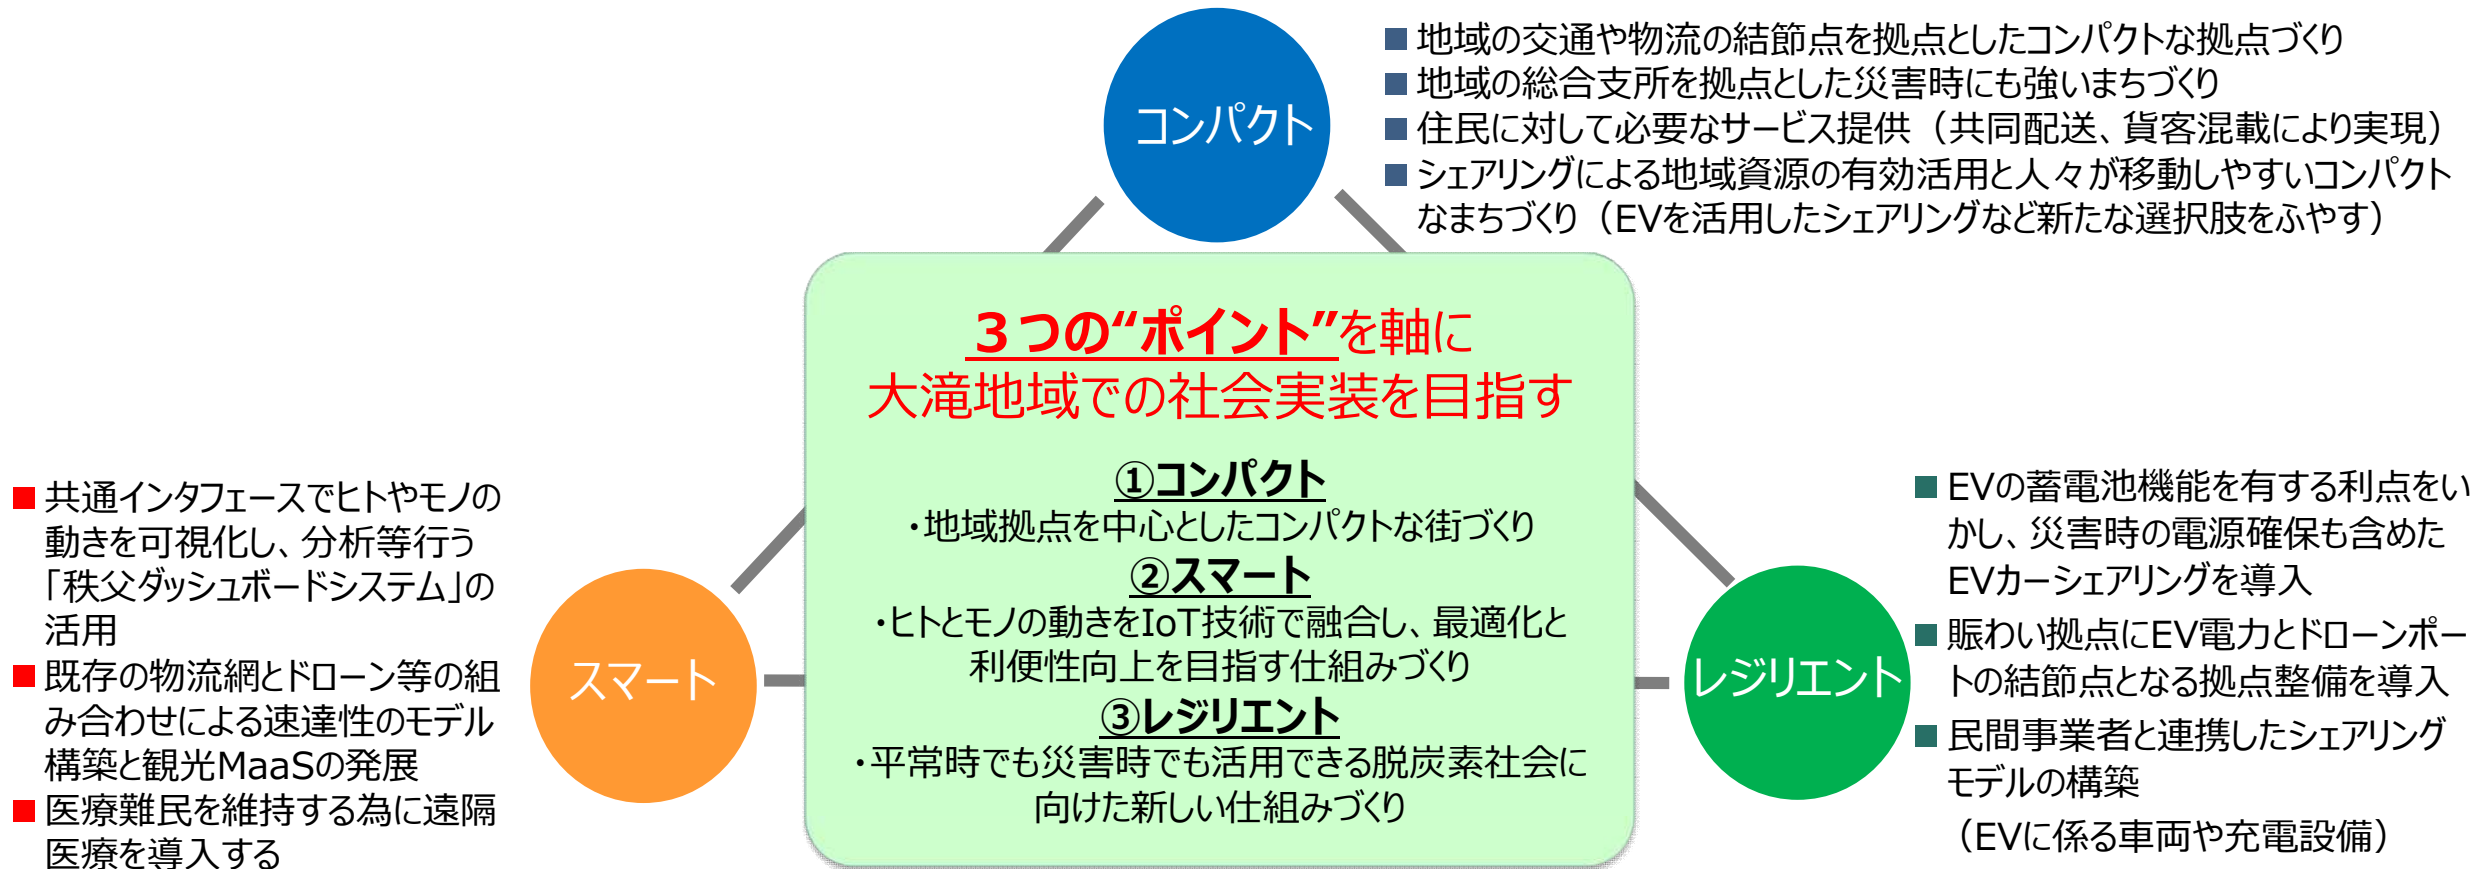 コンパクト
■地域の交通や物流の結節点を拠点としたコンパクトな拠点づくり
■地域の総合支所を拠点とした災害時にも強いまちづくり
■住民に対して必要なサービス提供（共同配送、貨客混載により実現）
■シェアリングによる地域資源の有効活用と人々が移動しやすいコンパクト
なまちづくり（EVを活用したシェアリングなど新たな選択肢をふやす）
３つの“ポイント”を軸に
大滝地域での社会実装を目指す
①コンパクト
・地域拠点を中心としたコンパクトな街づくり
②スマート
・ヒトとモノの動きをIoT技術で融合し、最適化と
利便性向上を目指す仕組みづくり
③レジリエント
・平常時でも災害時でも活用できる脱炭素社会に
向けた新しい仕組みづくり
スマート
■共通インタフェースでヒトやモノの
動きを可視化し、分析等行う
「秩父ダッシュボードシステム」の
活用
■既存の物流網とドローン等の組
み合わせによる速達性のモデル
構築と観光MaaSの発展
■医療難民を維持する為に遠隔
医療を導入する
レジリエント
■EVの蓄電池機能を有する利点をい
かし、災害時の電源確保も含めた
EVカーシェアリングを導入
■賑わい拠点にEV電力とドローンポー
トの結節点となる拠点整備を導入
■民間事業者と連携したシェアリング
モデルの構築
（EVに係る車両や充電設備）